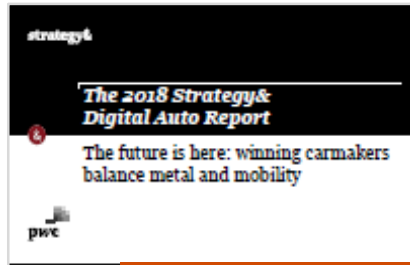 strategy&
The 2018 Strategy&
Digital Auto Report
&
The future is here: winning carmakers
balance metal and mobility
pwc